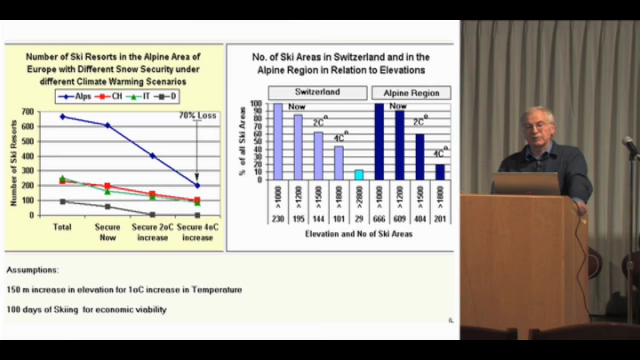 Number of Ski Resorts in the Alpine Area of
Europe with Different Snow Security under
different Climate Warming Scenarios
Alps CH IT D
Number of Ski Resorts
700
600
500
400
300
200
100
0
70% Loss
Total
Secure
Now
Secure 2oC
increase
Secure 4oC
increase
No. of Ski Areas in Switzerland and in the
Alpine Region in Relation to Elevations
Switzerland Alpine Region
% of all Ski Areas
100
90
80
70
60
50
40
30
20
10
0
Now
2C°
4C°
Now
2C°
4C°
>1000 >1200 >1500 >1800 >2800 >1000 >1200 >1500 >1800
230 195 144 101 29 666 609 404 201
Elevation and No of Ski Areas
Assumptions:
150 m increase in elevation for 1oC increase in Temperature
100 days of Skiing for economic viability